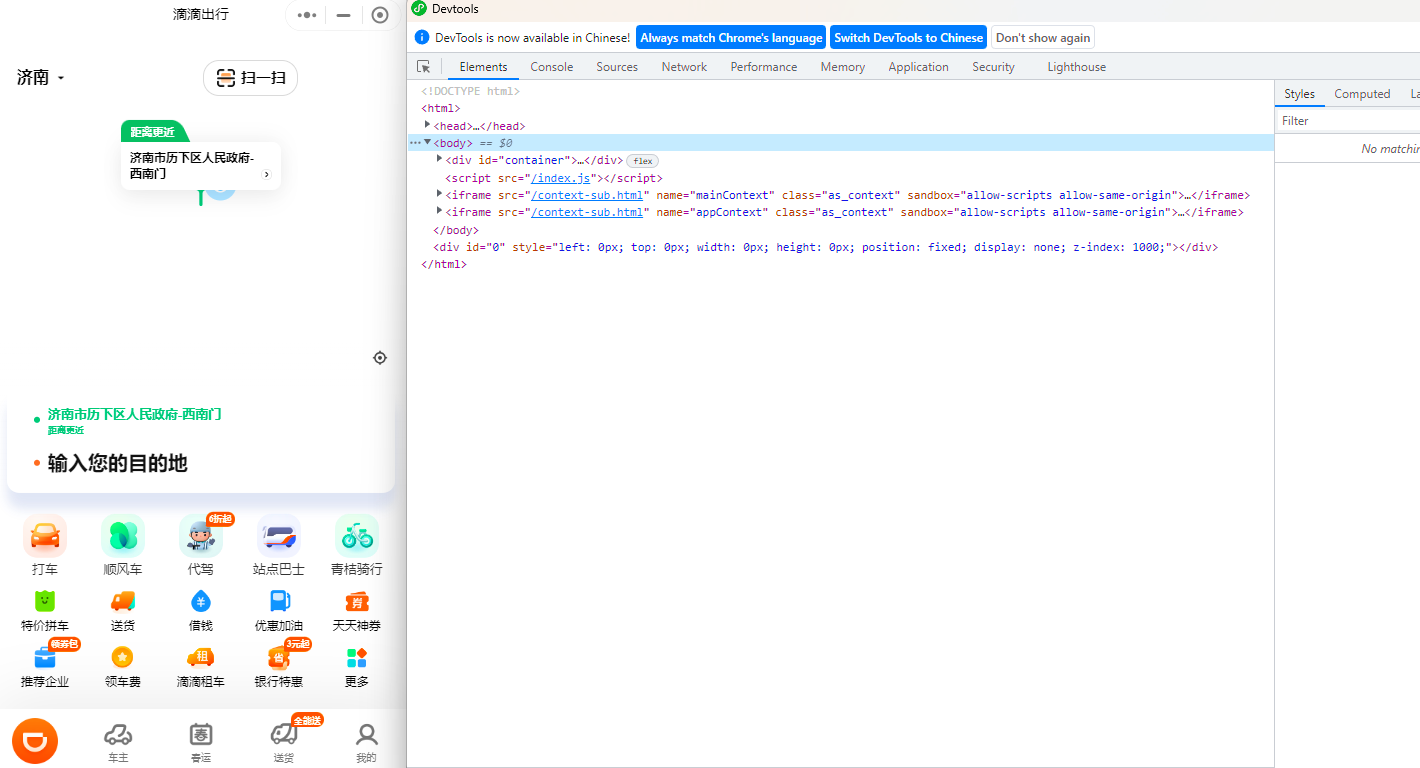 滴滴出行
济南
扫一扫
距离更近
济南市历下区人民政府-
西南门
济南市历下区人民政府-西南门
距离更近
输入您的目的地
6折起
打车
顺风车
代驾
站点巴士
青桔骑行
特价拼车
送货
借钱
优惠加油
券
天天神券
领券包
3元起
租
省
推荐企业
领车费
滴滴租车
银行特惠
更多
全能送
春
车主
春运
送货
我的
Devtools
DevTools is now available in Chinese!
Always match Chrome's language
Switch DevTools to Chinese
Don't show again
Elements
Console
Sources
Network
Performance
Memory
Application
Security
Lighthouse
<!DOCTYPE html>
<html>
<head>…</head>
<body> == $0
<div id="container">…</div> flex
<script src="/index.js"></script>
<iframe src="/context-sub.html" name="mainContext" class="as_context" sandbox="allow-scripts allow-same-origin">…</iframe>
<iframe src="/context-sub.html" name="appContext" class="as_context" sandbox="allow-scripts allow-same-origin">…</iframe>
</body>
<div id="0" style="left: 0px; top: 0px; width: 0px; height: 0px; position: fixed; display: none; z-index: 1000;"></div>
</html>
Styles
Computed
La
Filter
No matchin